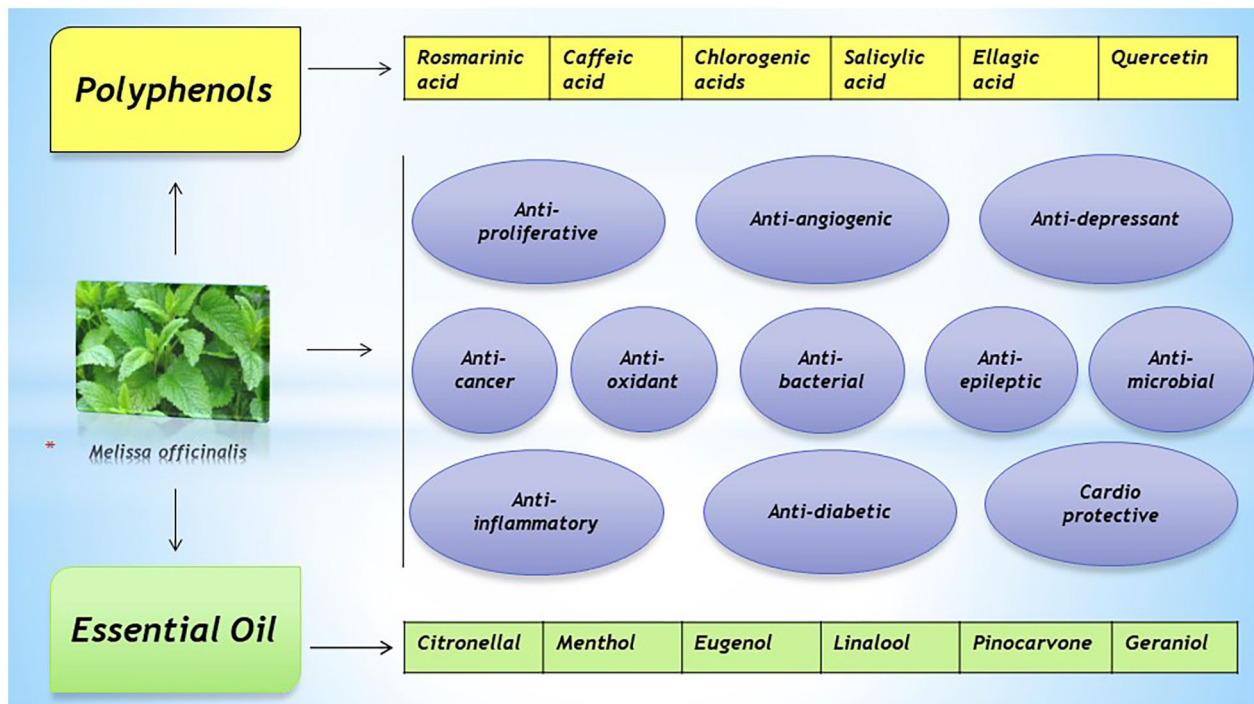 Polyphenols
Rosmarinic acid
Caffeic acid
Chlorogenic acids
Salicylic acid
Ellagic acid
Quercetin
Anti-
proliferative
Anti-angiogenic
Anti-depressant
Anti-
cancer
Anti-
oxidant
Anti-
bacterial
Anti-
epileptic
Anti-
microbial
* Melissa officinalis
Anti-
inflammatory
Anti-diabetic
Cardio
protective
Essential Oil
Citronellal
Menthol
Eugenol
Linalool
Pinocarvone
Geraniol